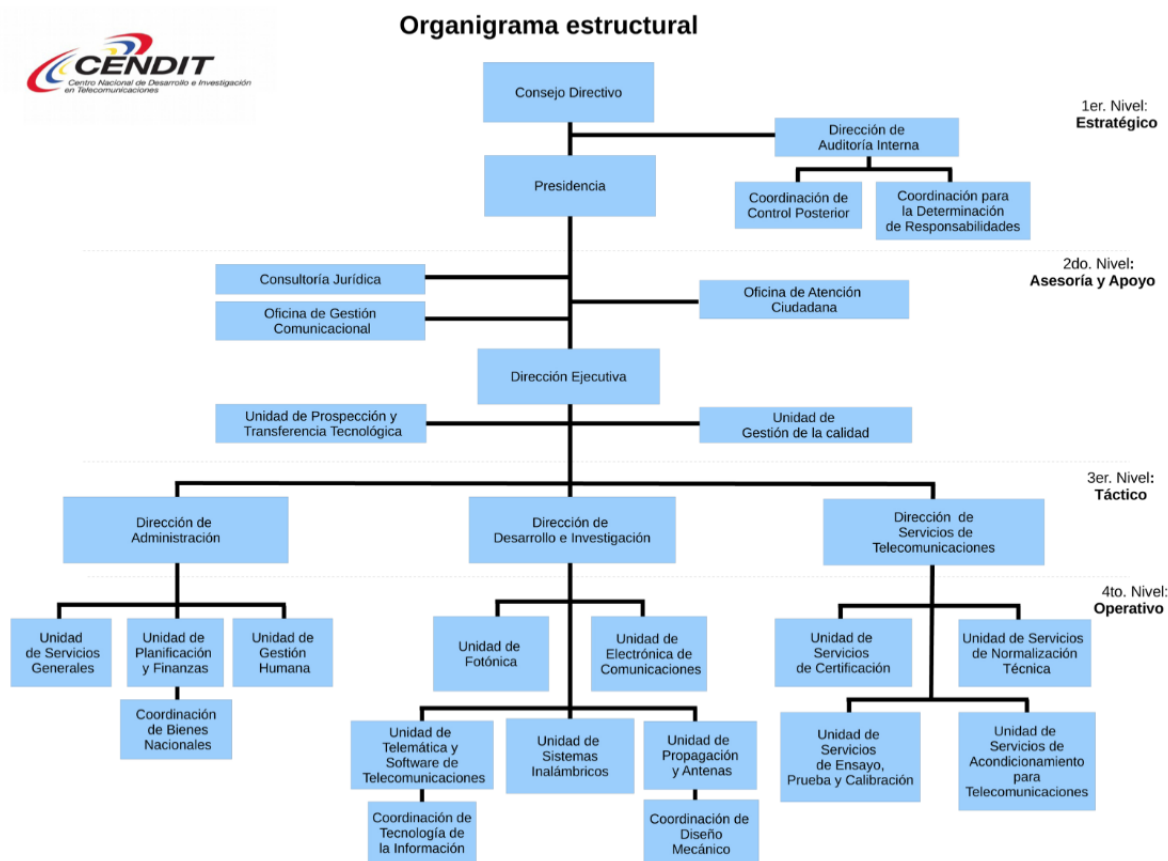 Organigrama estructural
CENDIT
Centro Nacional de Desarrollo e Investigación
en Telecomunicaciones
Consejo Directivo
1er. Nivel:
Estratégico
Dirección de
Auditoría Interna
Presidencia
Coordinación de
Control Posterior
Coordinación para
la Determinación
de Responsabilidades
2do. Nivel:
Asesoría y Apoyo
Consultoría Jurídica
Oficina de Gestión
Comunicacional
Oficina de Atención
Ciudadana
Dirección Ejecutiva
Unidad de Prospección y
Transferencia Tecnológica
Unidad de
Gestión de la calidad
3er. Nivel:
Táctico
Dirección de
Administración
Dirección de
Desarrollo e Investigación
Dirección de
Servicios de
Telecomunicaciones
4to. Nivel:
Operativo
Unidad
de Servicios
Generales
Unidad de
Planificación
y Finanzas
Unidad de
Gestión
Humana
Unidad de
Fotónica
Unidad de
Electrónica de
Comunicaciones
Unidad de
Servicios
de Certificación
Unidad de Servicios
de Normalización
Técnica
Coordinación
de Bienes
Nacionales
Unidad de
Telemática y
Software de
Telecomunicaciones
Unidad de
Sistemas
Inalámbricos
Unidad de
Propagación
y Antenas
Unidad de
Servicios
de Ensayo,
Prueba y Calibración
Unidad de
Servicios de
Acondicionamiento
para
Telecomunicaciones
Coordinación de
Tecnología de
la Información
Coordinación de
Diseño
Mecánico